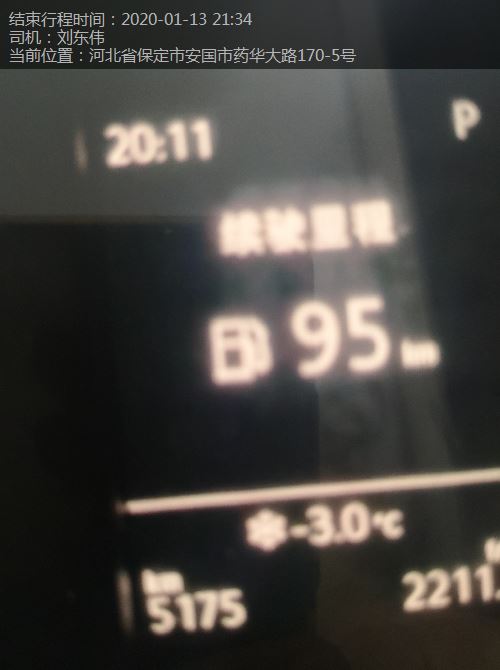 结束行程时间：2020-01-13 21:34
司机：刘东伟
当前位置：河北省保定市安国市药华大路170-5号
20:11 P
续驶里程
95 km
-3.0°C
km
5175 2211.